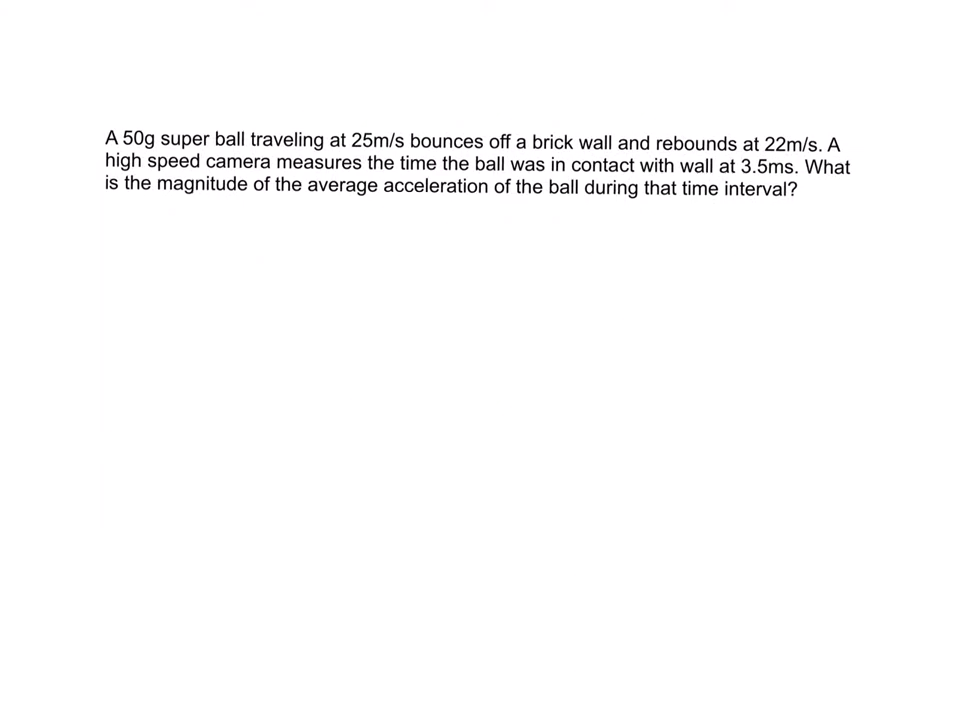 A 50g super ball traveling at 25m/s bounces off a brick wall and rebounds at 22m/s. A
high speed camera measures the time the ball was in contact with wall at 3.5ms. What
is the magnitude of the average acceleration of the ball during that time interval?